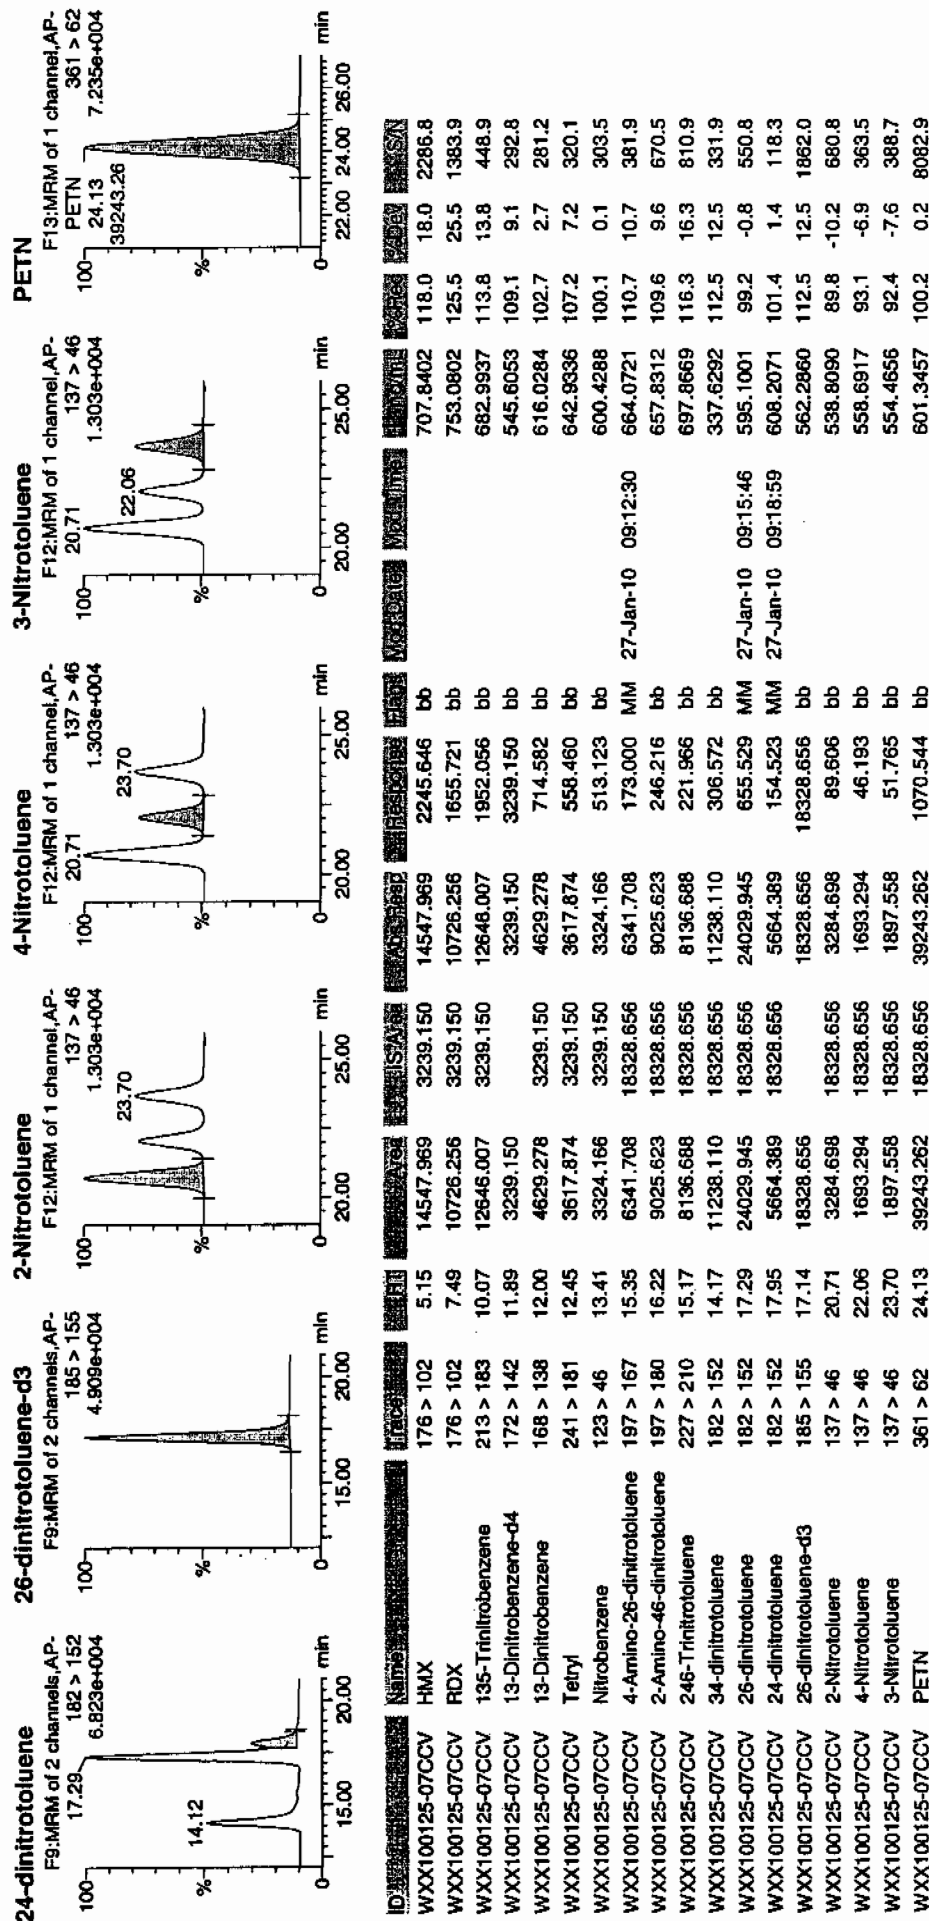 24-dinitrotoluene
F9:MRM of 2 channels,AP-
182 > 152
6.823e+004
100
17.29
14.12
%
0
15.00 20.00 min
26-dinitrotoluene-d3
F9:MRM of 2 channels,AP-
185 > 155
4.909e+004
100
%
0
15.00 20.00 min
2-Nitrotoluene
F12:MRM of 1 channel,AP-
137 > 46
1.303e+004
100
23.70
%
0
20.00 25.00 min
4-Nitrotoluene
F12:MRM of 1 channel,AP-
20.71 137 > 46
1.303e+004
100
23.70
%
0
20.00 25.00 min
3-Nitrotoluene
F12:MRM of 1 channel,AP-
20.71 137 > 46
1.303e+004
100
22.06
%
0
20.00 25.00 min
PETN
F13:MRM of 1 channel,AP-
PETN 361 > 62
24.13 7.235e+004
39243.26
100
%
0
22.00 24.00 26.00 min
ID Name Trace RT Area IS Area Abs.Resp Response Flags Mod.Date Mod.Time %Rec %Dev S/N
WXX100125-07CCV HMX 176 > 102 5.15 14547.969 3239.150 14547.969 2245.646 bb 707.8402 118.0 18.0 2286.8
WXX100125-07CCV RDX 176 > 102 7.49 10726.256 3239.150 10726.256 1655.721 bb 753.0802 125.5 25.5 1383.9
WXX100125-07CCV 135-Trinitrobenzene 213 > 183 10.07 12646.007 3239.150 12646.007 1952.056 bb 682.9937 113.8 13.8 448.9
WXX100125-07CCV 13-Dinitrobenzene-d4 172 > 142 11.89 3239.150 3239.150 3239.150 bb 545.6053 109.1 9.1 292.8
WXX100125-07CCV 13-Dinitrobenzene 168 > 138 12.00 4629.278 3239.150 4629.278 714.582 bb 616.0284 102.7 2.7 281.2
WXX100125-07CCV Tetryl 241 > 181 12.45 3617.874 3239.150 3617.874 558.460 bb 642.9336 107.2 7.2 320.1
WXX100125-07CCV Nitrobenzene 123 > 46 13.41 3324.166 3239.150 3324.166 513.123 bb 600.4288 100.1 0.1 303.5
WXX100125-07CCV 4-Amino-26-dinitrotoluene 197 > 167 15.35 6341.708 18328.656 6341.708 173.000 MM 27-Jan-10 09:12:30 664.0721 110.7 10.7 381.9
WXX100125-07CCV 2-Amino-46-dinitrotoluene 197 > 180 16.22 9025.623 18328.656 9025.623 246.216 bb 657.8312 109.6 9.6 670.5
WXX100125-07CCV 246-Trinitrotoluene 227 > 210 15.17 8136.688 18328.656 8136.688 221.966 bb 697.8669 116.3 16.3 810.9
WXX100125-07CCV 34-dinitrotoluene 182 > 152 14.17 11238.110 18328.656 11238.110 306.572 bb 337.6292 112.5 12.5 331.9
WXX100125-07CCV 26-dinitrotoluene 182 > 152 17.29 24029.945 18328.656 24029.945 655.529 MM 27-Jan-10 09:15:46 595.1001 99.2 -0.8 550.8
WXX100125-07CCV 24-dinitrotoluene 182 > 152 17.95 5664.389 18328.656 5664.389 154.523 MM 27-Jan-10 09:18:59 608.2071 101.4 1.4 118.3
WXX100125-07CCV 26-dinitrotoluene-d3 185 > 155 17.14 18328.656 18328.656 18328.656 bb 562.2860 112.5 12.5 1862.0
WXX100125-07CCV 2-Nitrotoluene 137 > 46 20.71 3284.698 18328.656 3284.698 89.606 bb 538.8090 89.8 -10.2 680.8
WXX100125-07CCV 4-Nitrotoluene 137 > 46 22.06 1693.294 18328.656 1693.294 46.193 bb 558.6917 93.1 -6.9 363.5
WXX100125-07CCV 3-Nitrotoluene 137 > 46 23.70 1897.558 18328.656 1897.558 51.765 bb 554.4656 92.4 -7.6 388.7
WXX100125-07CCV PETN 361 > 62 24.13 39243.262 18328.656 39243.262 1070.544 bb 601.3457 100.2 0.2 8082.9